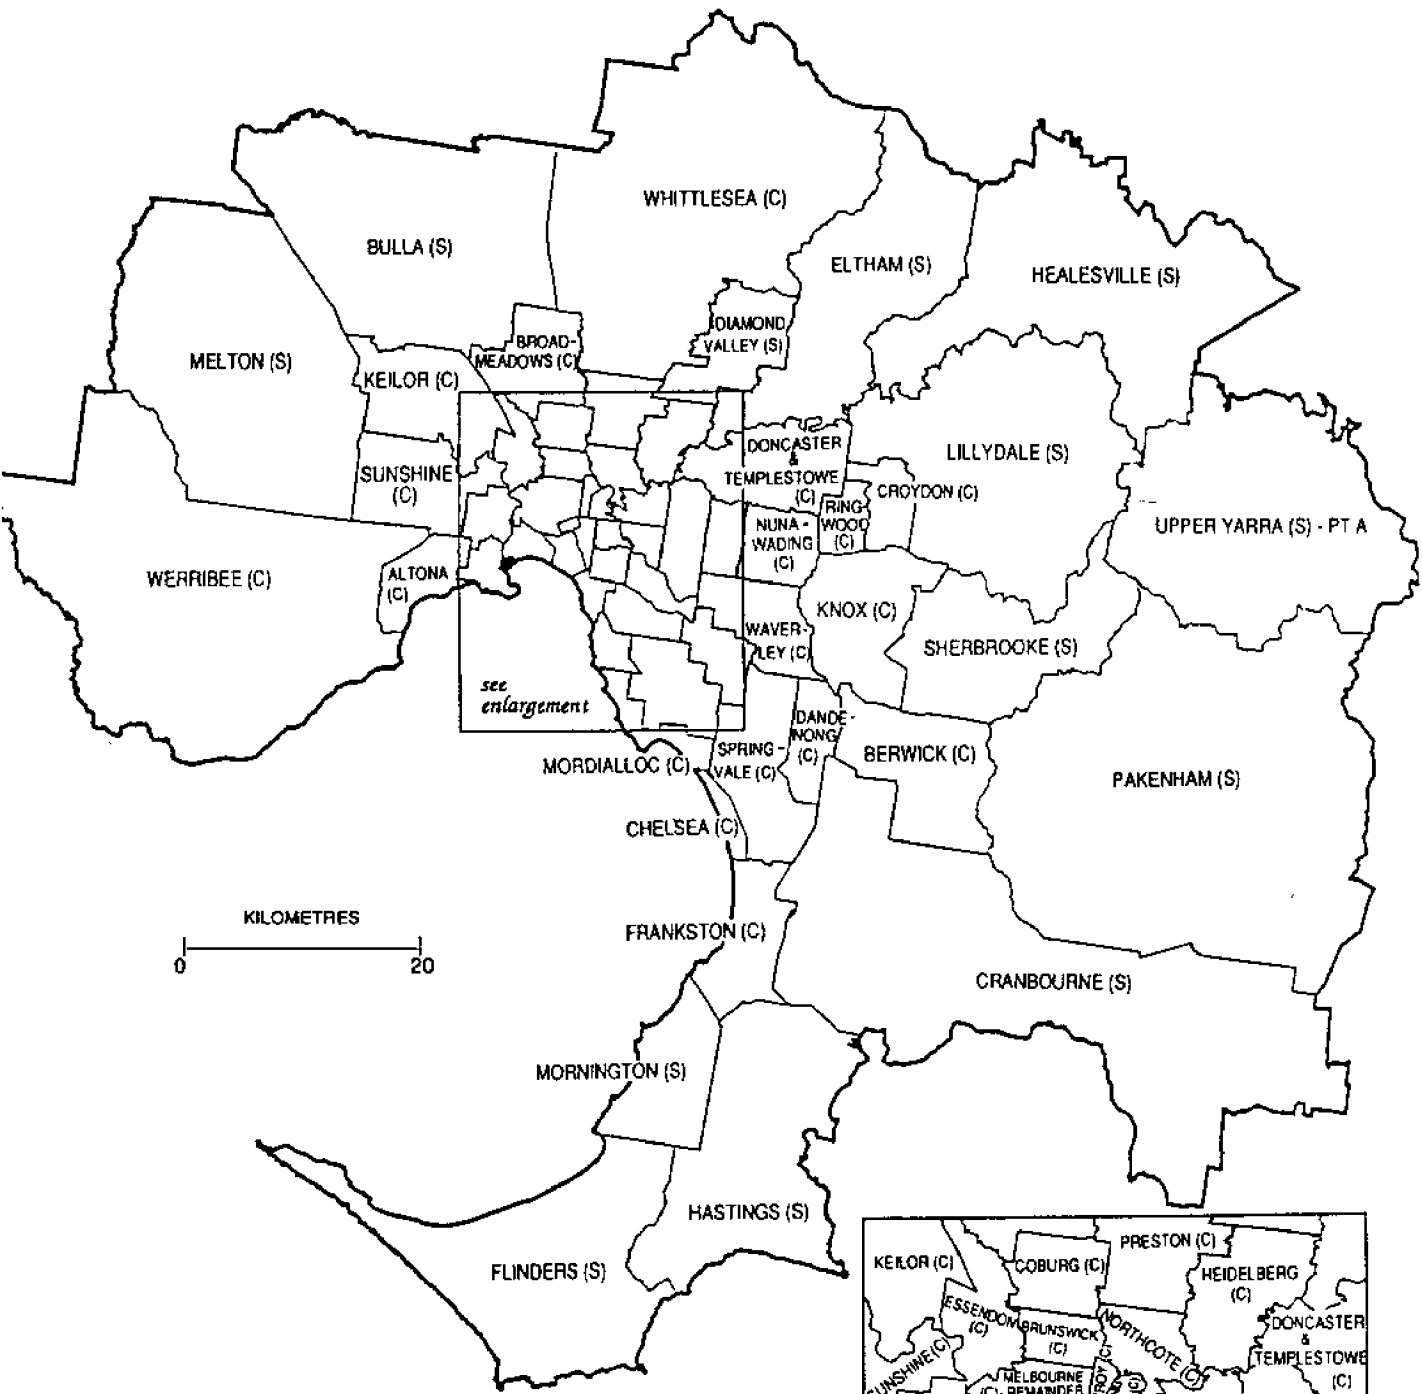 WHITTLESEA (C)
BULLA (S)
ELTHAM (S)
HEALESVILLE (S)
DIAMOND
VALLEY (S)
BROAD-
MEADOWS (C)
MELTON (S)
KEILOR (C)
DONCASTER
&
TEMPLESTOWE
(C)
LILLYDALE (S)
SUNSHINE
(C)
CROYDON (C)
RING-
WOOD
(C)
NUNA-
WADING
(C)
UPPER YARRA (S) - PT A
WERRIBEE (C)
ALTONA
(C)
KNOX (C)
WAVER-
LEY (C)
SHERBROOKE (S)
see
enlargement
DANDE-
NONG
(C)
SPRING-
VALE (C)
BERWICK (C)
MORDIALLOC (C)
PAKENHAM (S)
CHELSEA (C)
KILOMETRES
0 20
FRANKSTON (C)
CRANBOURNE (S)
MORNINGTON (S)
HASTINGS (S)
FLINDERS (S)
KEILOR (C)
COBURG (C)
PRESTON (C)
HEIDELBERG
(C)
ESSENDON
(C)
BRUNSWICK
(C)
NORTHCOTE (C)
DONCASTER
&
TEMPLESTOWE
(C)
SUNSHINE (C)
MELBOURNE
(C) - REMAINDER